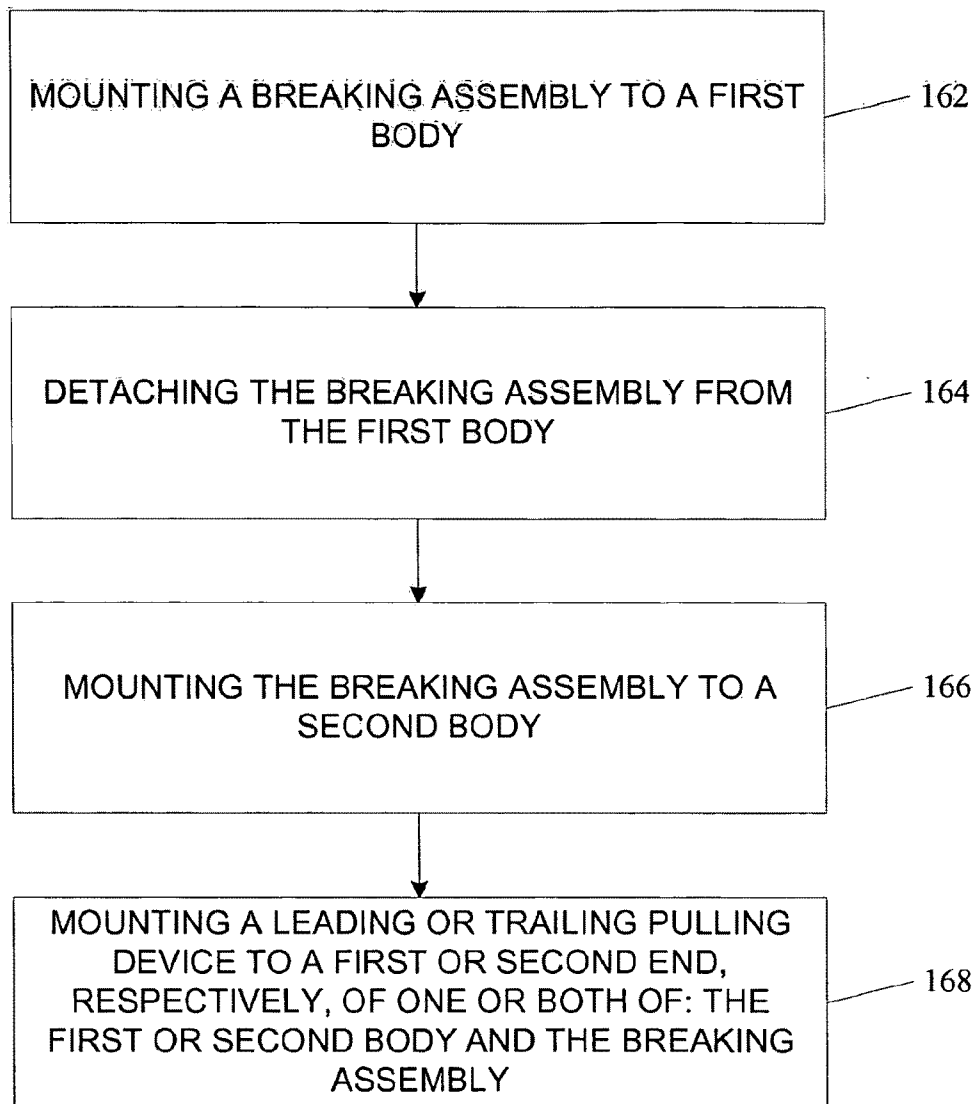 MOUNTING A BREAKING ASSEMBLY TO A FIRST
BODY
162
DETACHING THE BREAKING ASSEMBLY FROM
THE FIRST BODY
164
MOUNTING THE BREAKING ASSEMBLY TO A
SECOND BODY
166
MOUNTING A LEADING OR TRAILING PULLING
DEVICE TO A FIRST OR SECOND END,
RESPECTIVELY, OF ONE OR BOTH OF: THE
FIRST OR SECOND BODY AND THE BREAKING
ASSEMBLY
168